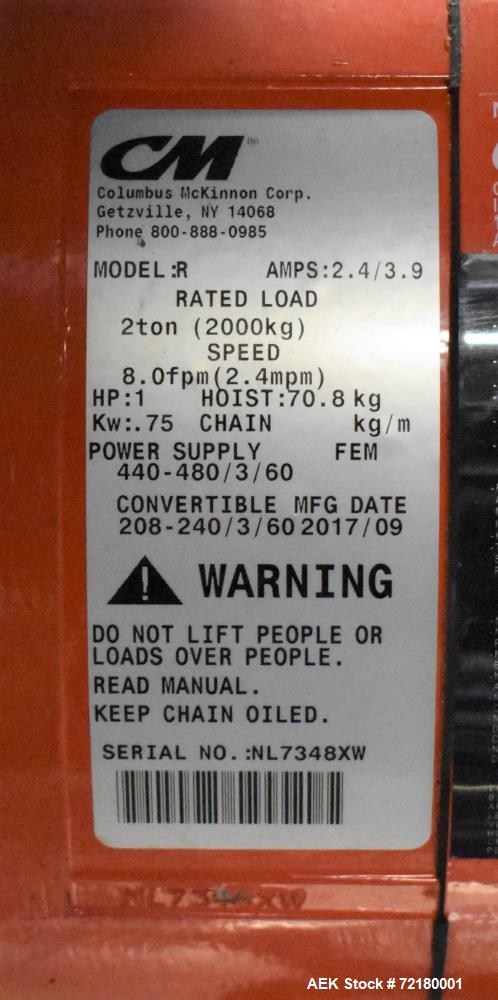 CM
Columbus McKinnon Corp.
Getzville, NY 14068
Phone 800-888-0985
MODEL:R AMPS:2.4/3.9
RATED LOAD
2ton (2000kg)
SPEED
8.0fpm(2.4mpm)
HP:1 HOIST:70.8 kg
Kw:.75 CHAIN kg/m
POWER SUPPLY FEM
440-480/3/60
CONVERTIBLE MFG DATE
208-240/3/60 2017/09
WARNING
DO NOT LIFT PEOPLE OR
LOADS OVER PEOPLE.
READ MANUAL.
KEEP CHAIN OILED.
SERIAL NO.:NL7348XW
NL7348XW
AEK Stock # 72180001